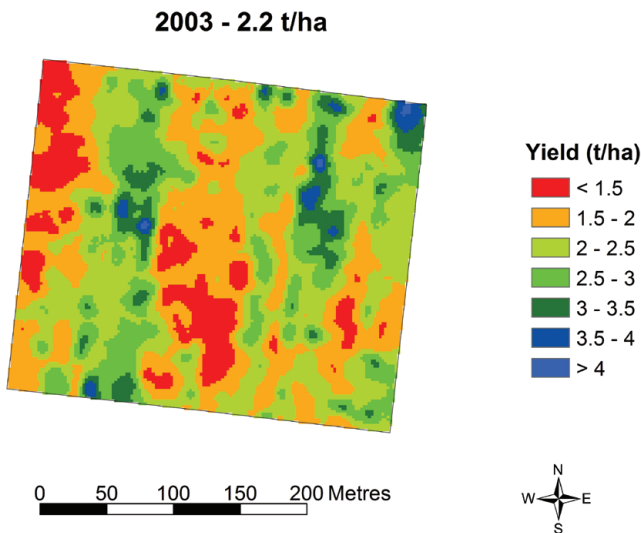 2003 - 2.2 t/ha
Yield (t/ha)
< 1.5
1.5 - 2
2 - 2.5
2.5 - 3
3 - 3.5
3.5 - 4
> 4
0 50 100 150 200 Metres
N
W E
S